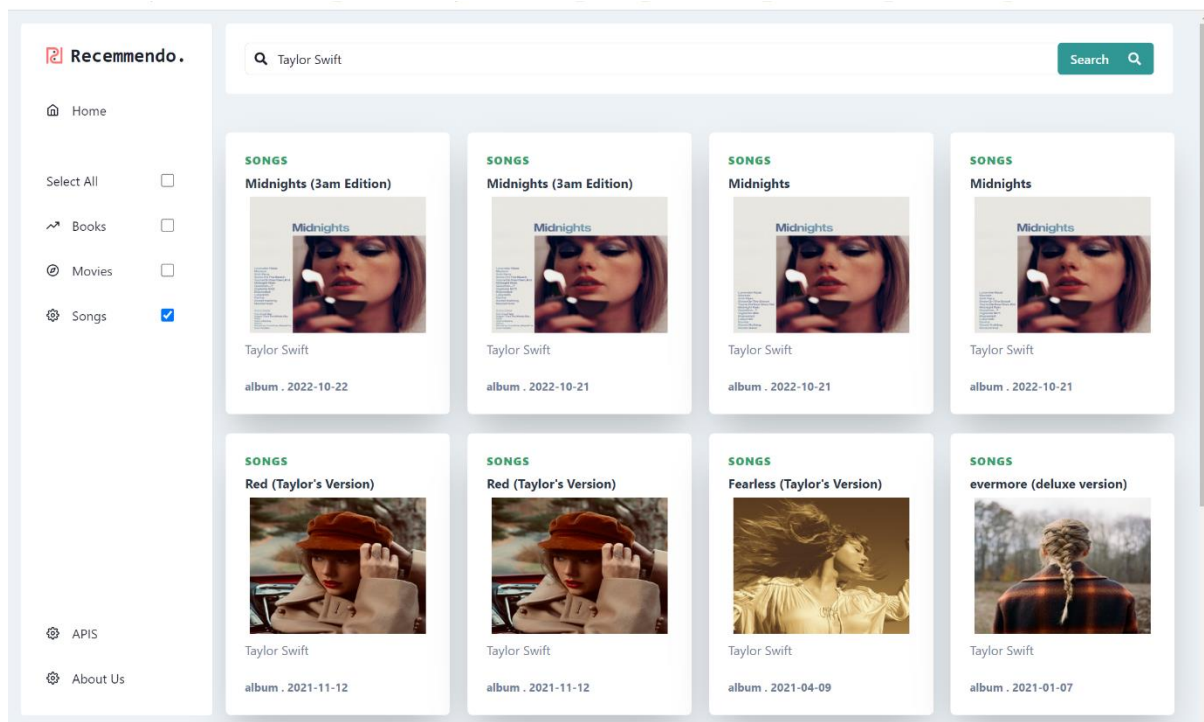 Recemmendo.
Home
Select All
Books
Movies
Songs
APIS
About Us
Taylor Swift
Search
SONGS
Midnights (3am Edition)
Midnights
Taylor Swift
album . 2022-10-22
SONGS
Midnights (3am Edition)
Midnights
Taylor Swift
album . 2022-10-21
SONGS
Midnights
Midnights
Taylor Swift
album . 2022-10-21
SONGS
Midnights
Midnights
Taylor Swift
album . 2022-10-21
SONGS
Red (Taylor's Version)
Taylor Swift
album . 2021-11-12
SONGS
Red (Taylor's Version)
Taylor Swift
album . 2021-11-12
SONGS
Fearless (Taylor's Version)
Taylor Swift
album . 2021-04-09
SONGS
evermore (deluxe version)
Taylor Swift
album . 2021-01-07